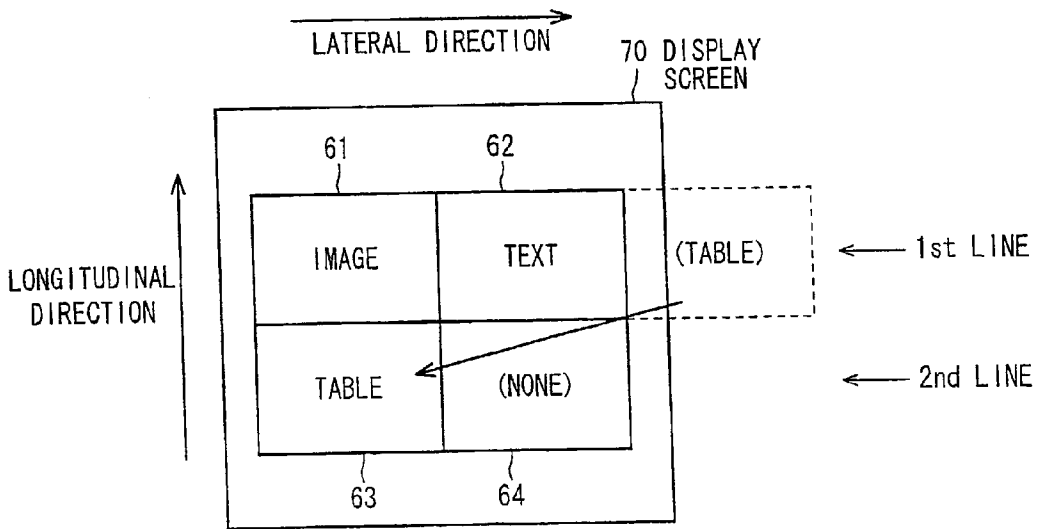 LATERAL DIRECTION
70 DISPLAY
SCREEN
61
62
IMAGE
TEXT
(TABLE)
1st LINE
LONGITUDINAL
DIRECTION
TABLE
(NONE)
2nd LINE
63
64